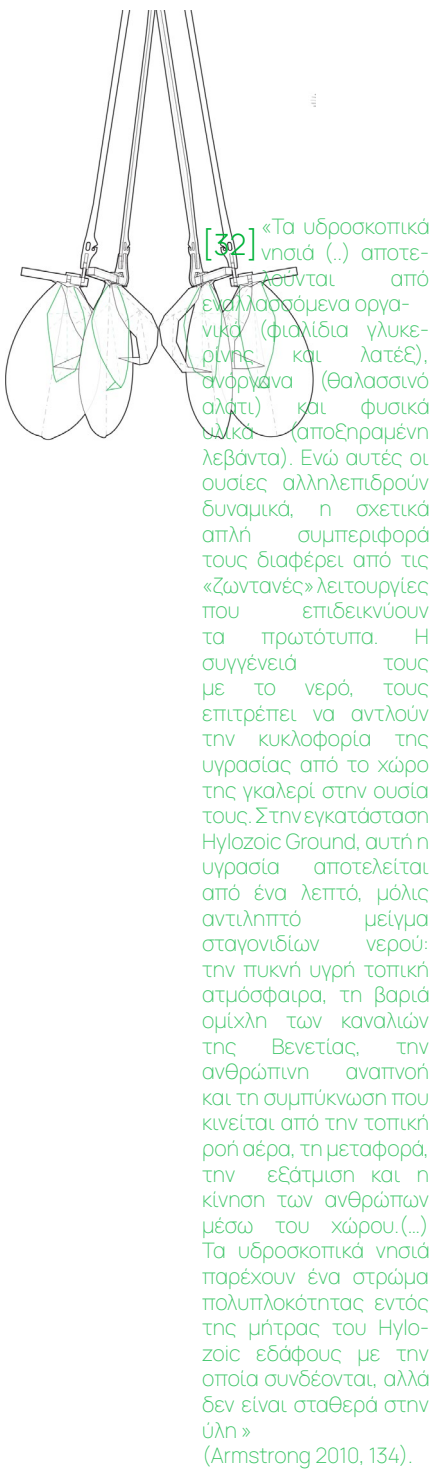 [32] «Τα υδροσκοπικά
νησιά (..) αποτε-
λούνται από
εναλλασσόμενα οργα-
νικά (φιαλίδια γλυκε-
ρίνης και λατέξ),
ανόργανα (θαλασσινό
αλάτι) και φυσικά
υλικά (αποξηραμένη
λεβάντα). Ενώ αυτές οι
ουσίες αλληλεπιδρούν
δυναμικά, η σχετικά
απλή συμπεριφορά
τους διαφέρει από τις
«ζωντανές» λειτουργίες
που επιδεικνύουν
τα πρωτότυπα. Η
συγγένειά τους
με το νερό, τους
επιτρέπει να αντλούν
την κυκλοφορία της
υγρασίας από το χώρο
της γκαλερί στην ουσία
τους. Στην εγκατάσταση
Hylozoic Ground, αυτή η
υγρασία αποτελείται
από ένα λεπτό, μόλις
αντιληπτό μείγμα
σταγονιδίων νερού:
την πυκνή υγρή τοπική
ατμόσφαιρα, τη βαριά
ομίχλη των καναλιών
της Βενετίας, την
ανθρώπινη αναπνοή
και τη συμπύκνωση που
κινείται από την τοπική
ροή αέρα, τη μεταφορά,
την εξάτμιση και η
κίνηση των ανθρώπων
μέσω του χώρου.(...)
Τα υδροσκοπικά νησιά
παρέχουν ένα στρώμα
πολυπλοκότητας εντός
της μήτρας του Hylo-
zoic εδάφους με την
οποία συνδέονται, αλλά
δεν είναι σταθερά στην
ύλη »
(Armstrong 2010, 134).